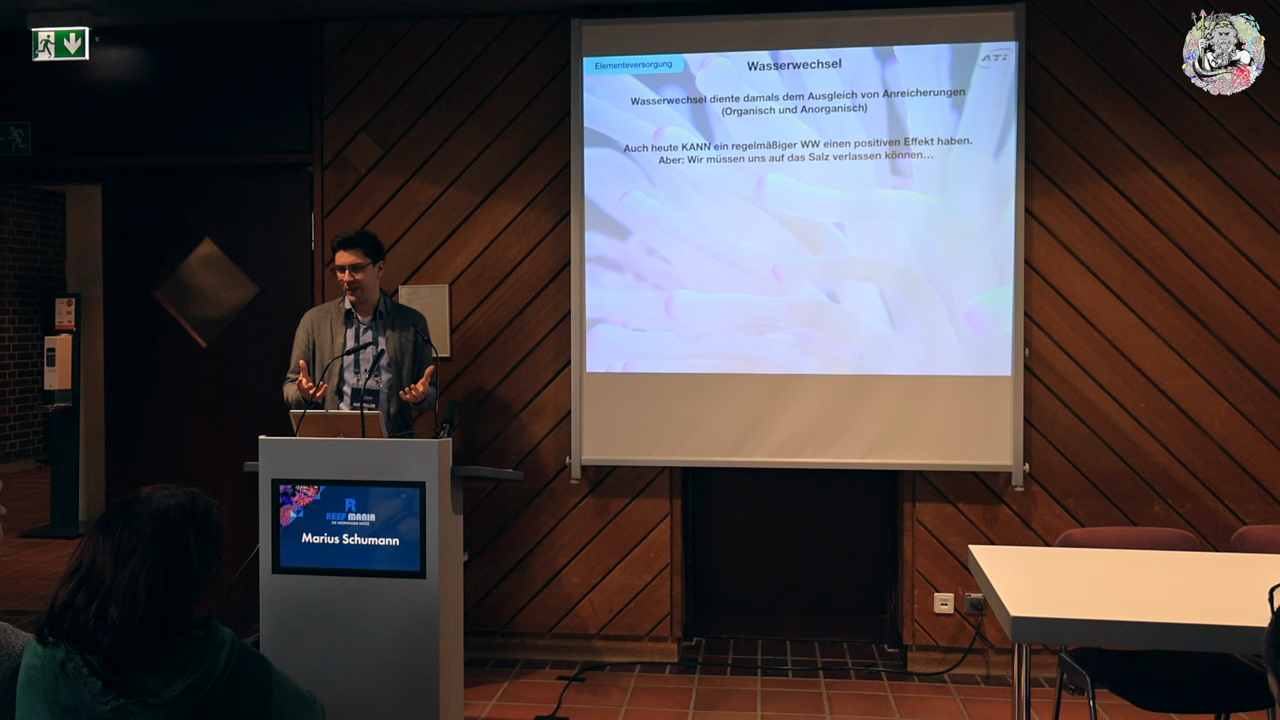 Elementeversorgung
Wasserwechsel
ATi
Wasserwechsel diente damals dem Ausgleich von Anreicherungen
(Organisch und Anorganisch)
Auch heute KANN ein regelmäßiger WW einen positiven Effekt haben.
Aber: Wir müssen uns auf das Salz verlassen können...
REEF MANIA
Marius Schumann